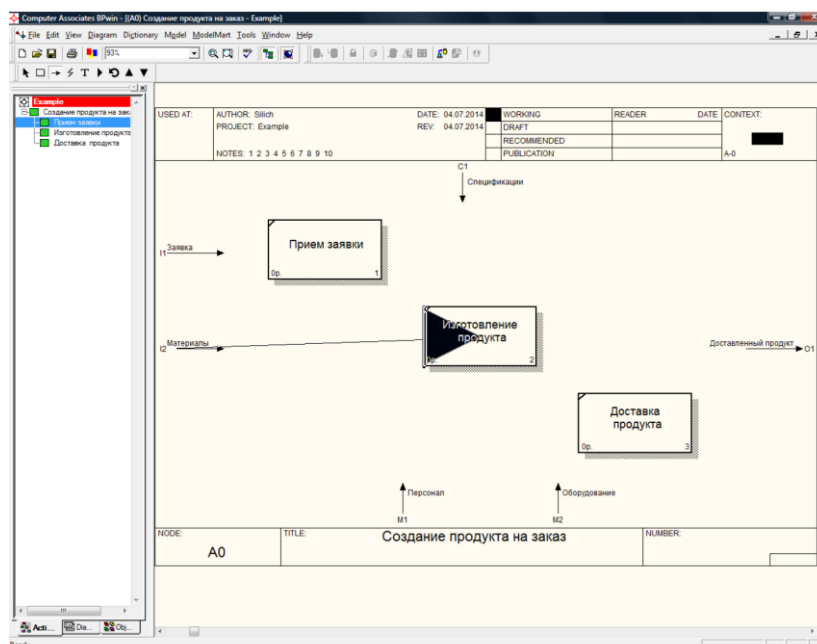 Computer Associates BPwin - [(A0) Создание продукта на заказ - Example]
File Edit View Diagram Dictionary Model ModelMart Tools Window Help
93%
Example
Создание продукта на зак
Прием заявки
Изготовление продукта
Доставка продукта
USED AT: AUTHOR: Silich DATE: 04.07.2014 WORKING READER DATE CONTEXT:
PROJECT: Example REV: 04.07.2014 DRAFT
RECOMMENDED
NOTES: 1 2 3 4 5 6 7 8 9 10 PUBLICATION A-0
C1
Спецификации
Прием заявки
I1 Заявка
0р. 1
Изготовление
продукта
I2 Материалы
0р. 2
Доставленный продукт O1
Доставка
продукта
0р. 3
Персонал Оборудование
M1 M2
NODE: TITLE: NUMBER:
A0 Создание продукта на заказ
Acti... Dia... Obj...